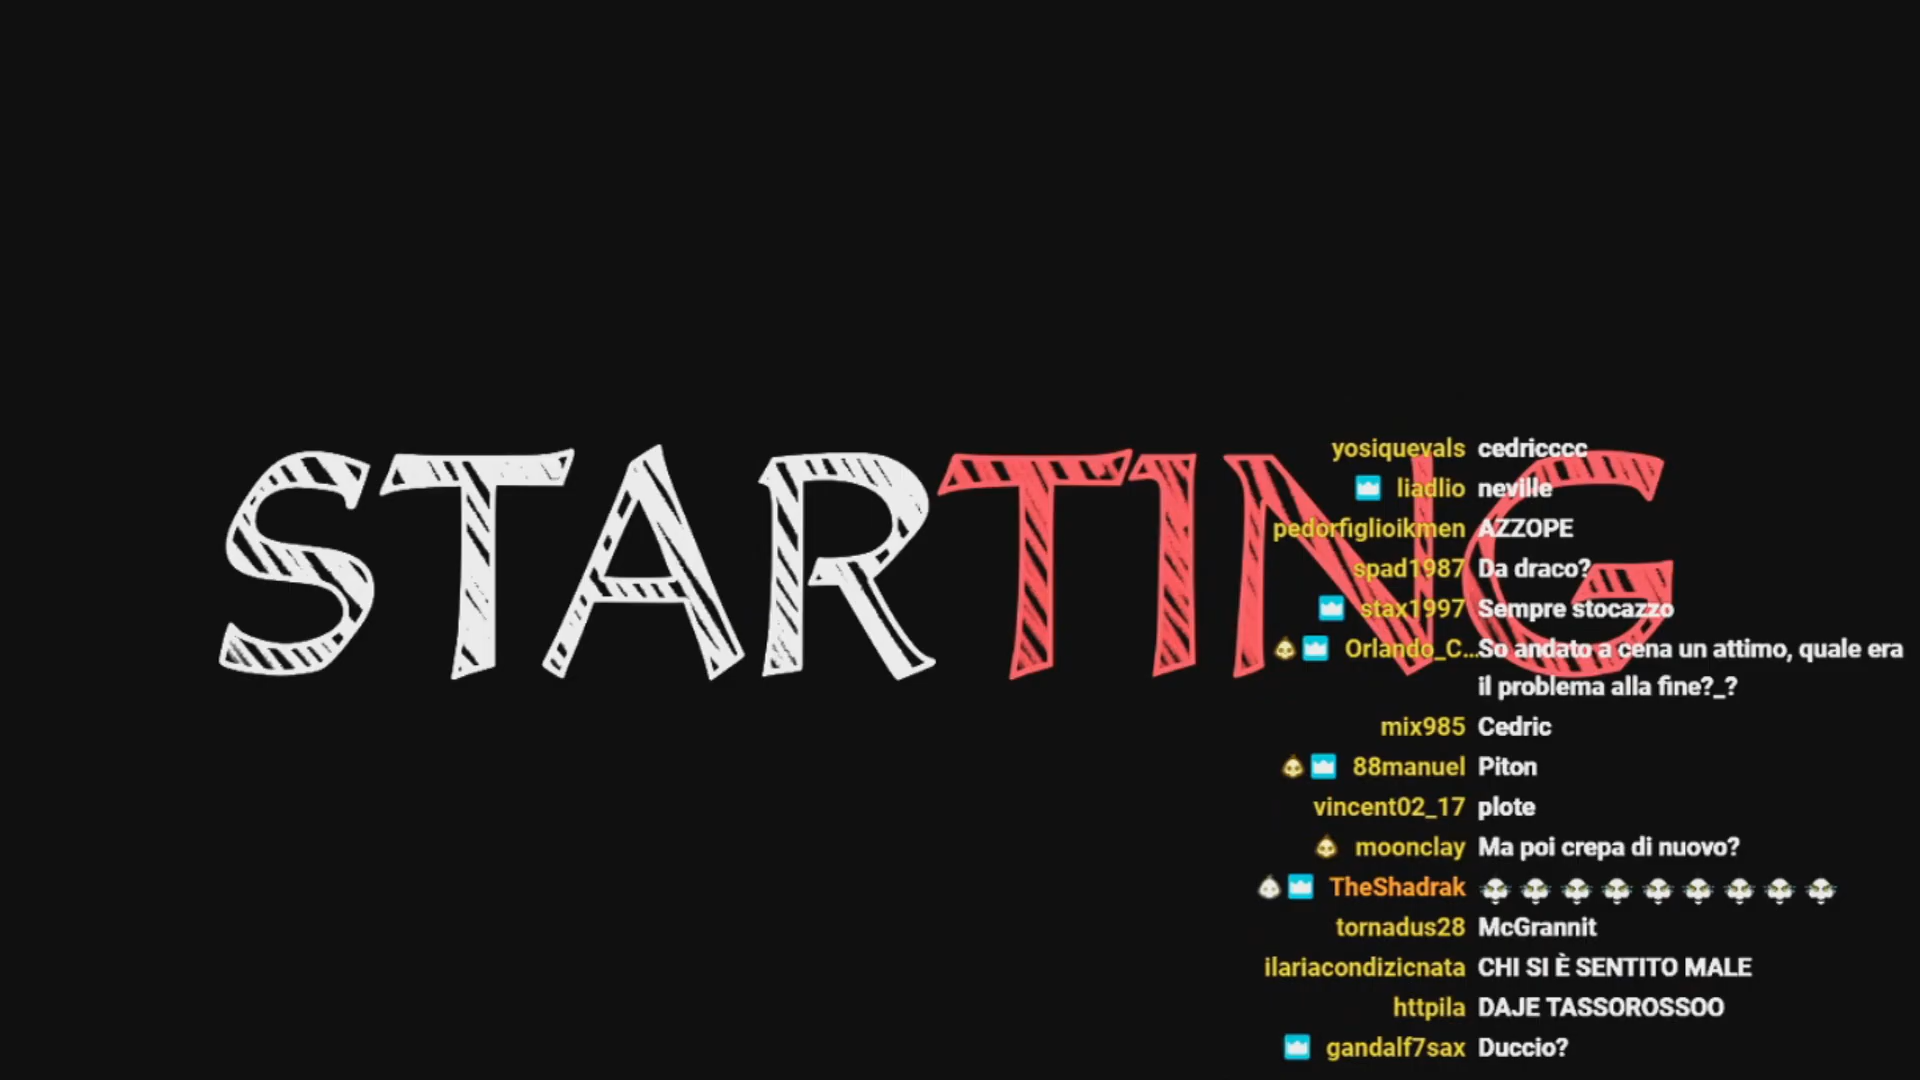 STARTING
yosiquevals cedricccc
liadlio neville
pedorfiglioikmen AZZOPE
spad1987 Da draco?
stax1997 Sempre stocazzo
Orlando_C... So andato a cena un attimo, quale era
il problema alla fine?_?
mix985 Cedric
88manuel Piton
vincent02_17 plote
moonclay Ma poi crepa di nuovo?
TheShadrak
tornadus28 McGrannit
ilariacondizicnata CHI SI È SENTITO MALE
httpila DAJE TASSOROSSOO
gandalf7sax Duccio?